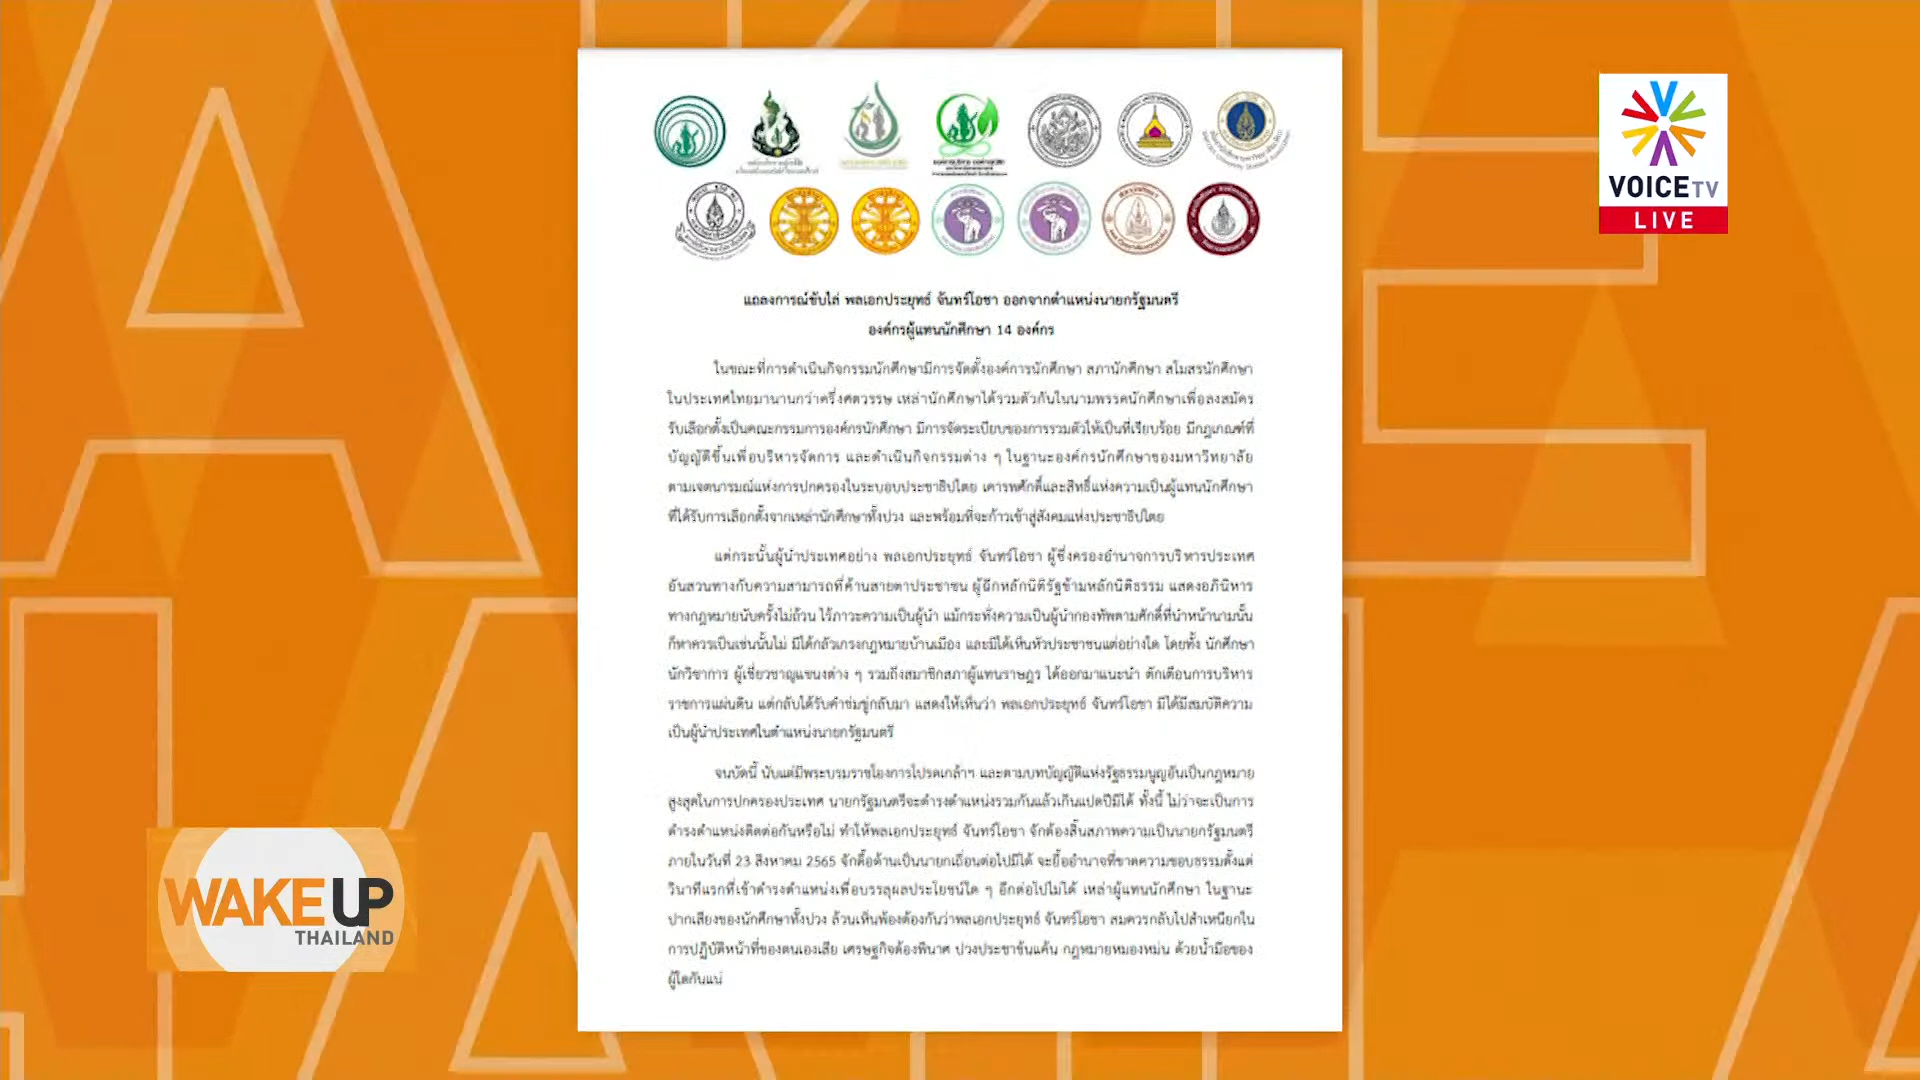 VOICE TV
LIVE
แถลงการณ์ขับไล่ พลเอกประยุทธ์ จันทร์โอชา ออกจากตำแหน่งนายกรัฐมนตรี
องค์กรผู้แทนนักศึกษา 14 องค์กร
ในขณะที่การดำเนินกิจกรรมนักศึกษามีการจัดตั้งองค์การนักศึกษา สภานักศึกษา สโมสรนักศึกษา
ในประเทศไทยมานานกว่าครึ่งศตวรรษ เหล่านักศึกษาได้รวมตัวกันในนามพรรคนักศึกษาเพื่อลงสมัคร
รับเลือกตั้งเป็นคณะกรรมการองค์กรนักศึกษา มีการจัดระเบียบของการรวมตัวให้เป็นที่เรียบร้อย มีกฎเกณฑ์ที่
บัญญัติขึ้นเพื่อบริหารจัดการ และดำเนินกิจกรรมต่าง ๆ ในฐานะองค์กรนักศึกษาของมหาวิทยาลัย
ตามเจตนารมณ์แห่งการปกครองในระบอบประชาธิปไตย เคารพศักดิ์และสิทธิ์แห่งความเป็นผู้แทนนักศึกษา
ที่ได้รับการเลือกตั้งจากเหล่านักศึกษาทั้งปวง และพร้อมที่จะก้าวเข้าสู่สังคมแห่งประชาธิปไตย
แต่กระนั้นผู้นำประเทศอย่าง พลเอกประยุทธ์ จันทร์โอชา ผู้ซึ่งครองอำนาจการบริหารประเทศ
อันสวนทางกับความสามารถที่ค้านสายตาประชาชน ผู้ฉีกหลักนิติรัฐข้ามหลักนิติธรรม แสดงอภินิหาร
ทางกฎหมายนับครั้งไม่ถ้วน ไร้ภาวะความเป็นผู้นำ แม้กระทั่งความเป็นผู้นำกองทัพตามศักดิ์ที่นำหน้านามนั้น
ก็หาควรเป็นเช่นนั้นไม่ มิได้กลัวเกรงกฎหมายบ้านเมือง และมิได้เห็นหัวประชาชนแต่อย่างใด โดยทั้ง นักศึกษา
นักวิชาการ ผู้เชี่ยวชาญแขนงต่าง ๆ รวมถึงสมาชิกสภาผู้แทนราษฎร ได้ออกมาแนะนำ ตักเตือนการบริหาร
ราชการแผ่นดิน แต่กลับได้รับคำข่มขู่กลับมา แสดงให้เห็นว่า พลเอกประยุทธ์ จันทร์โอชา มิได้มีสมบัติความ
เป็นผู้นำประเทศในตำแหน่งนายกรัฐมนตรี
จนบัดนี้ นับแต่มีพระบรมราชโองการโปรดเกล้าฯ และตามบทบัญญัติแห่งรัฐธรรมนูญอันเป็นกฎหมาย
สูงสุดในการปกครองประเทศ นายกรัฐมนตรีจะดำรงตำแหน่งรวมกันแล้วเกินแปดปีมิได้ ทั้งนี้ ไม่ว่าจะเป็นการ
ดำรงตำแหน่งติดต่อกันหรือไม่ ทำให้พลเอกประยุทธ์ จันทร์โอชา จักต้องสิ้นสภาพความเป็นนายกรัฐมนตรี
ภายในวันที่ 23 สิงหาคม 2565 จักดื้อด้านเป็นนายกเถื่อนต่อไปมิได้ จะยื้ออำนาจที่ขาดความชอบธรรมตั้งแต่
วินาทีแรกที่เข้าดำรงตำแหน่งเพื่อบรรลุผลประโยชน์ใด ๆ อีกต่อไปไม่ได้ เหล่าผู้แทนนักศึกษา ในฐานะ
ปากเสียงของนักศึกษาทั้งปวง ล้วนเห็นพ้องต้องกันว่าพลเอกประยุทธ์ จันทร์โอชา สมควรกลับไปสำเหนียกใน
การปฏิบัติหน้าที่ของตนเองเสีย เศรษฐกิจต้องพินาศ ปวงประชาขื่นแค้น กฎหมายหมองหม่น ด้วยน้ำมือของ
ผู้ใดกันแน่
WAKE UP
THAILAND